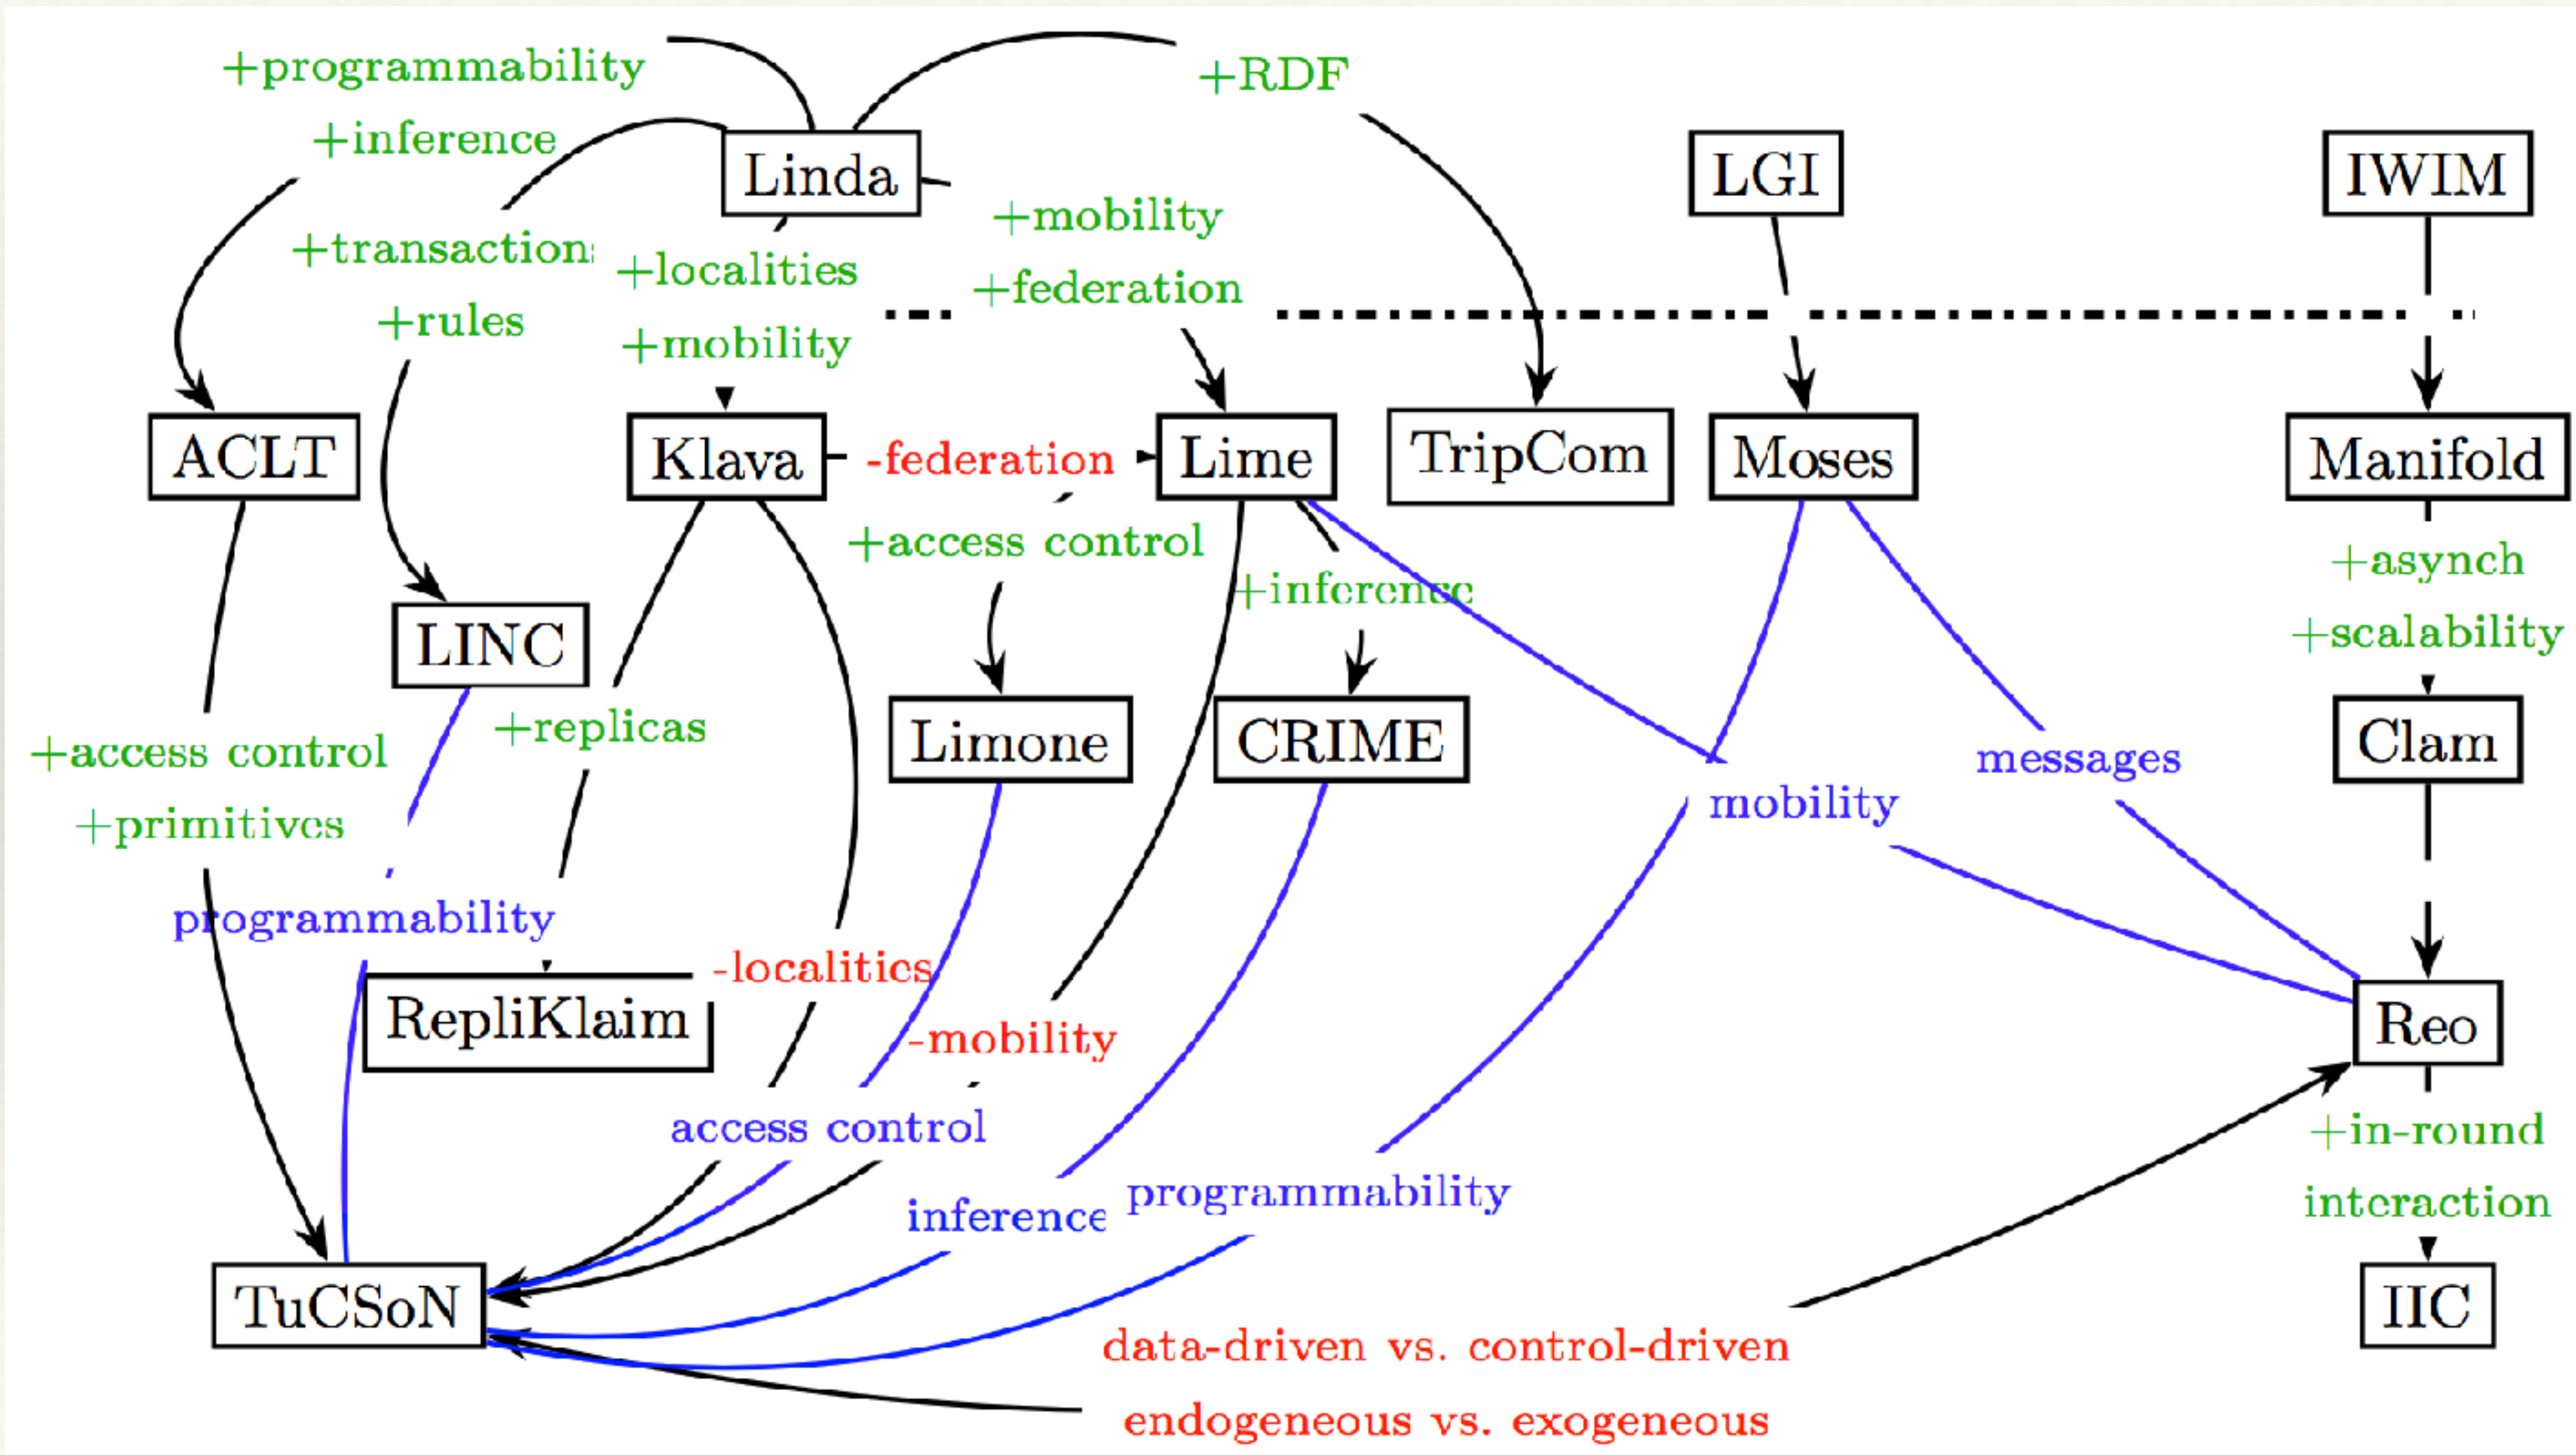 +programmability
+inference
+RDF
Linda
LGI
IWIM
+transaction
+rules
+localities
+mobility
+mobility
+federation
ACLT
Klava
-federation
Lime
TripCom
Moses
Manifold
+access control
+inference
+asynch
+scalability
LINC
+replicas
Limone
CRIME
mobility
messages
Clam
+access control
+primitives
programmability
-localities
RepliKlaim
-mobility
Reo
access control
inference
programmability
+in-round
interaction
TuCSoN
IIC
data-driven vs. control-driven
endogeneous vs. exogeneous